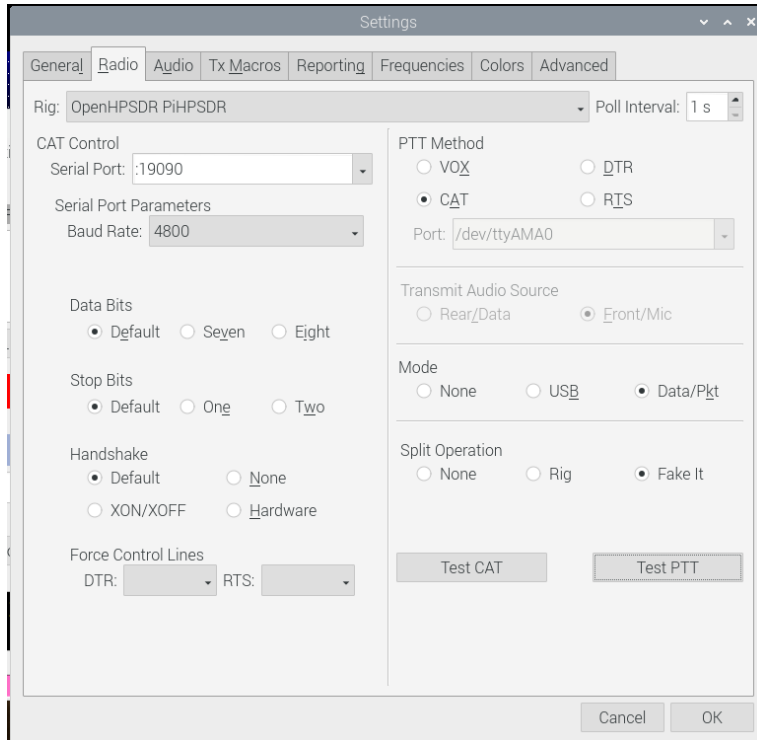 Settings
General Radio Audio Tx Macros Reporting Frequencies Colors Advanced
Rig: OpenHPSDR PiHPSDR Poll Interval: 1 s
CAT Control
Serial Port: :19090
Serial Port Parameters
Baud Rate: 4800
Data Bits
Default Seven Eight
Stop Bits
Default One Two
Handshake
Default None
XON/XOFF Hardware
Force Control Lines
DTR: RTS:
PTT Method
VOX DTR
CAT RTS
Port: /dev/ttyAMA0
Transmit Audio Source
Rear/Data Front/Mic
Mode
None USB Data/Pkt
Split Operation
None Rig Fake It
Test CAT Test PTT
Cancel OK